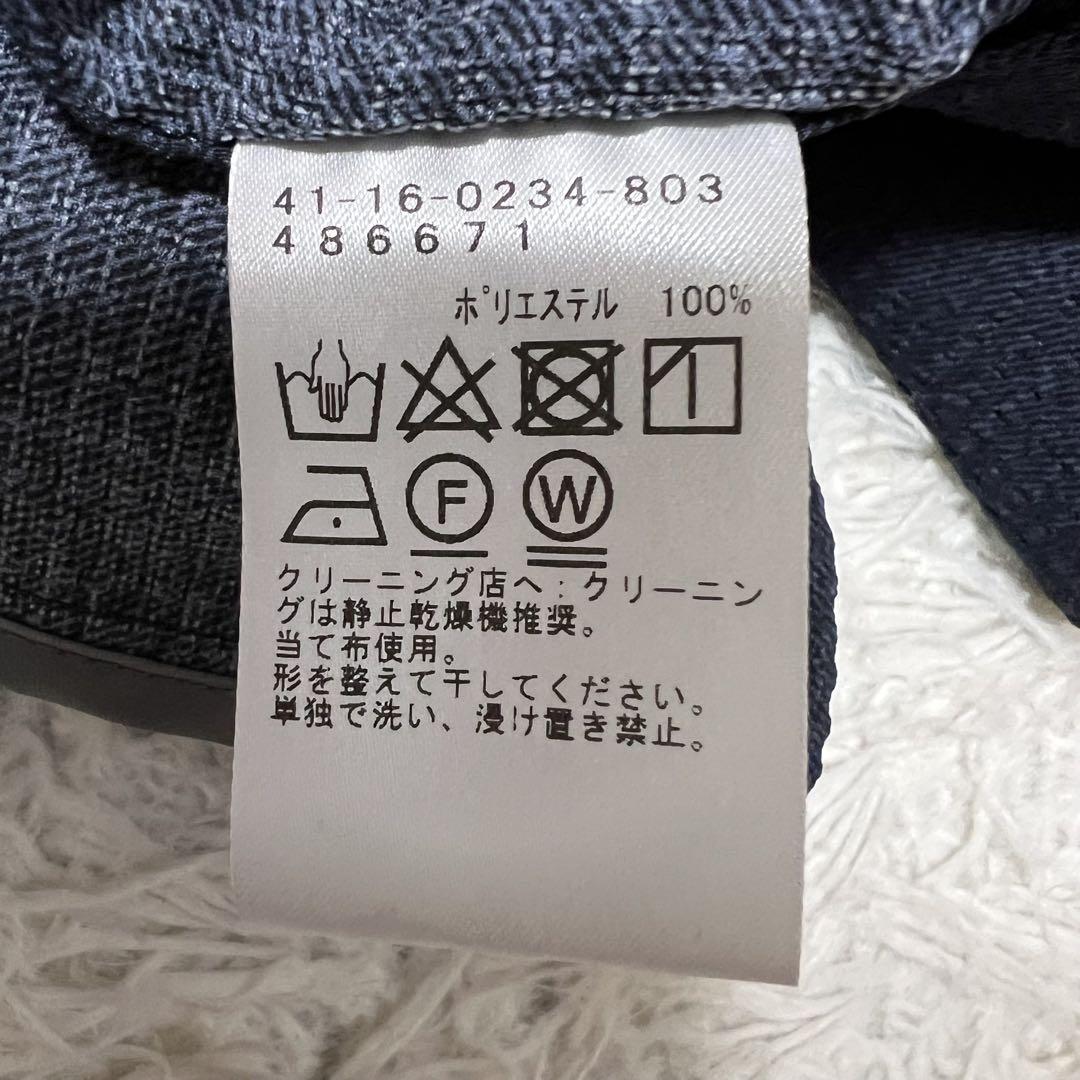 41-16-0234-803
486671
ポリエステル 100%
F W
クリーニング店へ:クリーニン
グは静止乾燥機推奨。
当て布使用。
形を整えて干してください。
単独で洗い、浸け置き禁止。